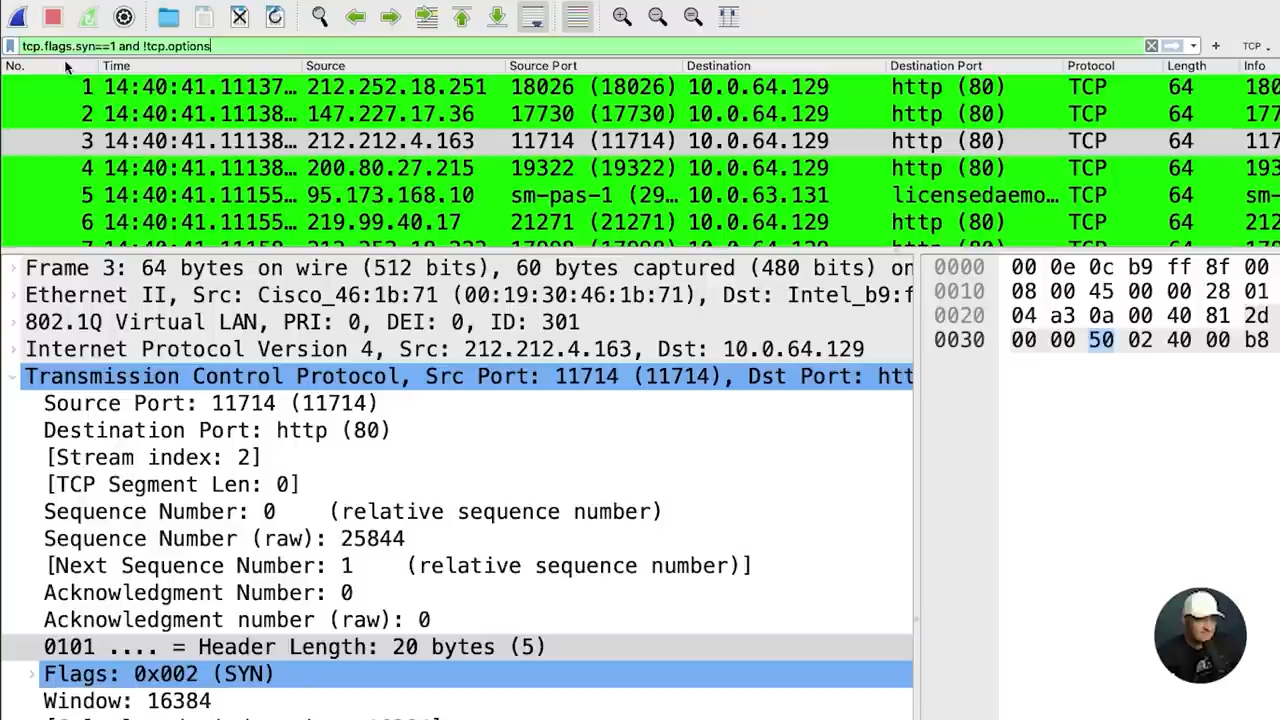 tcp.flags.syn==1 and !tcp.options
TCP
No. Time Source Source Port Destination Destination Port Protocol Length Info
1 14:40:41.11137… 212.252.18.251 18026 (18026) 10.0.64.129 http (80) TCP 64 180
2 14:40:41.11138… 147.227.17.36 17730 (17730) 10.0.64.129 http (80) TCP 64 177
3 14:40:41.11138… 212.212.4.163 11714 (11714) 10.0.64.129 http (80) TCP 64 117
4 14:40:41.11138… 200.80.27.215 19322 (19322) 10.0.64.129 http (80) TCP 64 193
5 14:40:41.11155… 95.173.168.10 sm-pas-1 (29… 10.0.63.131 licensedaemo… TCP 64 sm-
6 14:40:41.11155… 219.99.40.17 21271 (21271) 10.0.64.129 http (80) TCP 64 212
Frame 3: 64 bytes on wire (512 bits), 60 bytes captured (480 bits) on
Ethernet II, Src: Cisco_46:1b:71 (00:19:30:46:1b:71), Dst: Intel_b9:f
802.1Q Virtual LAN, PRI: 0, DEI: 0, ID: 301
Internet Protocol Version 4, Src: 212.212.4.163, Dst: 10.0.64.129
Transmission Control Protocol, Src Port: 11714 (11714), Dst Port: htt
Source Port: 11714 (11714)
Destination Port: http (80)
[Stream index: 2]
[TCP Segment Len: 0]
Sequence Number: 0 (relative sequence number)
Sequence Number (raw): 25844
[Next Sequence Number: 1 (relative sequence number)]
Acknowledgment Number: 0
Acknowledgment number (raw): 0
0101 .... = Header Length: 20 bytes (5)
Flags: 0x002 (SYN)
Window: 16384
0000 00 0e 0c b9 ff 8f 00
0010 08 00 45 00 00 28 01
0020 04 a3 0a 00 40 81 2d
0030 00 00 50 02 40 00 b8